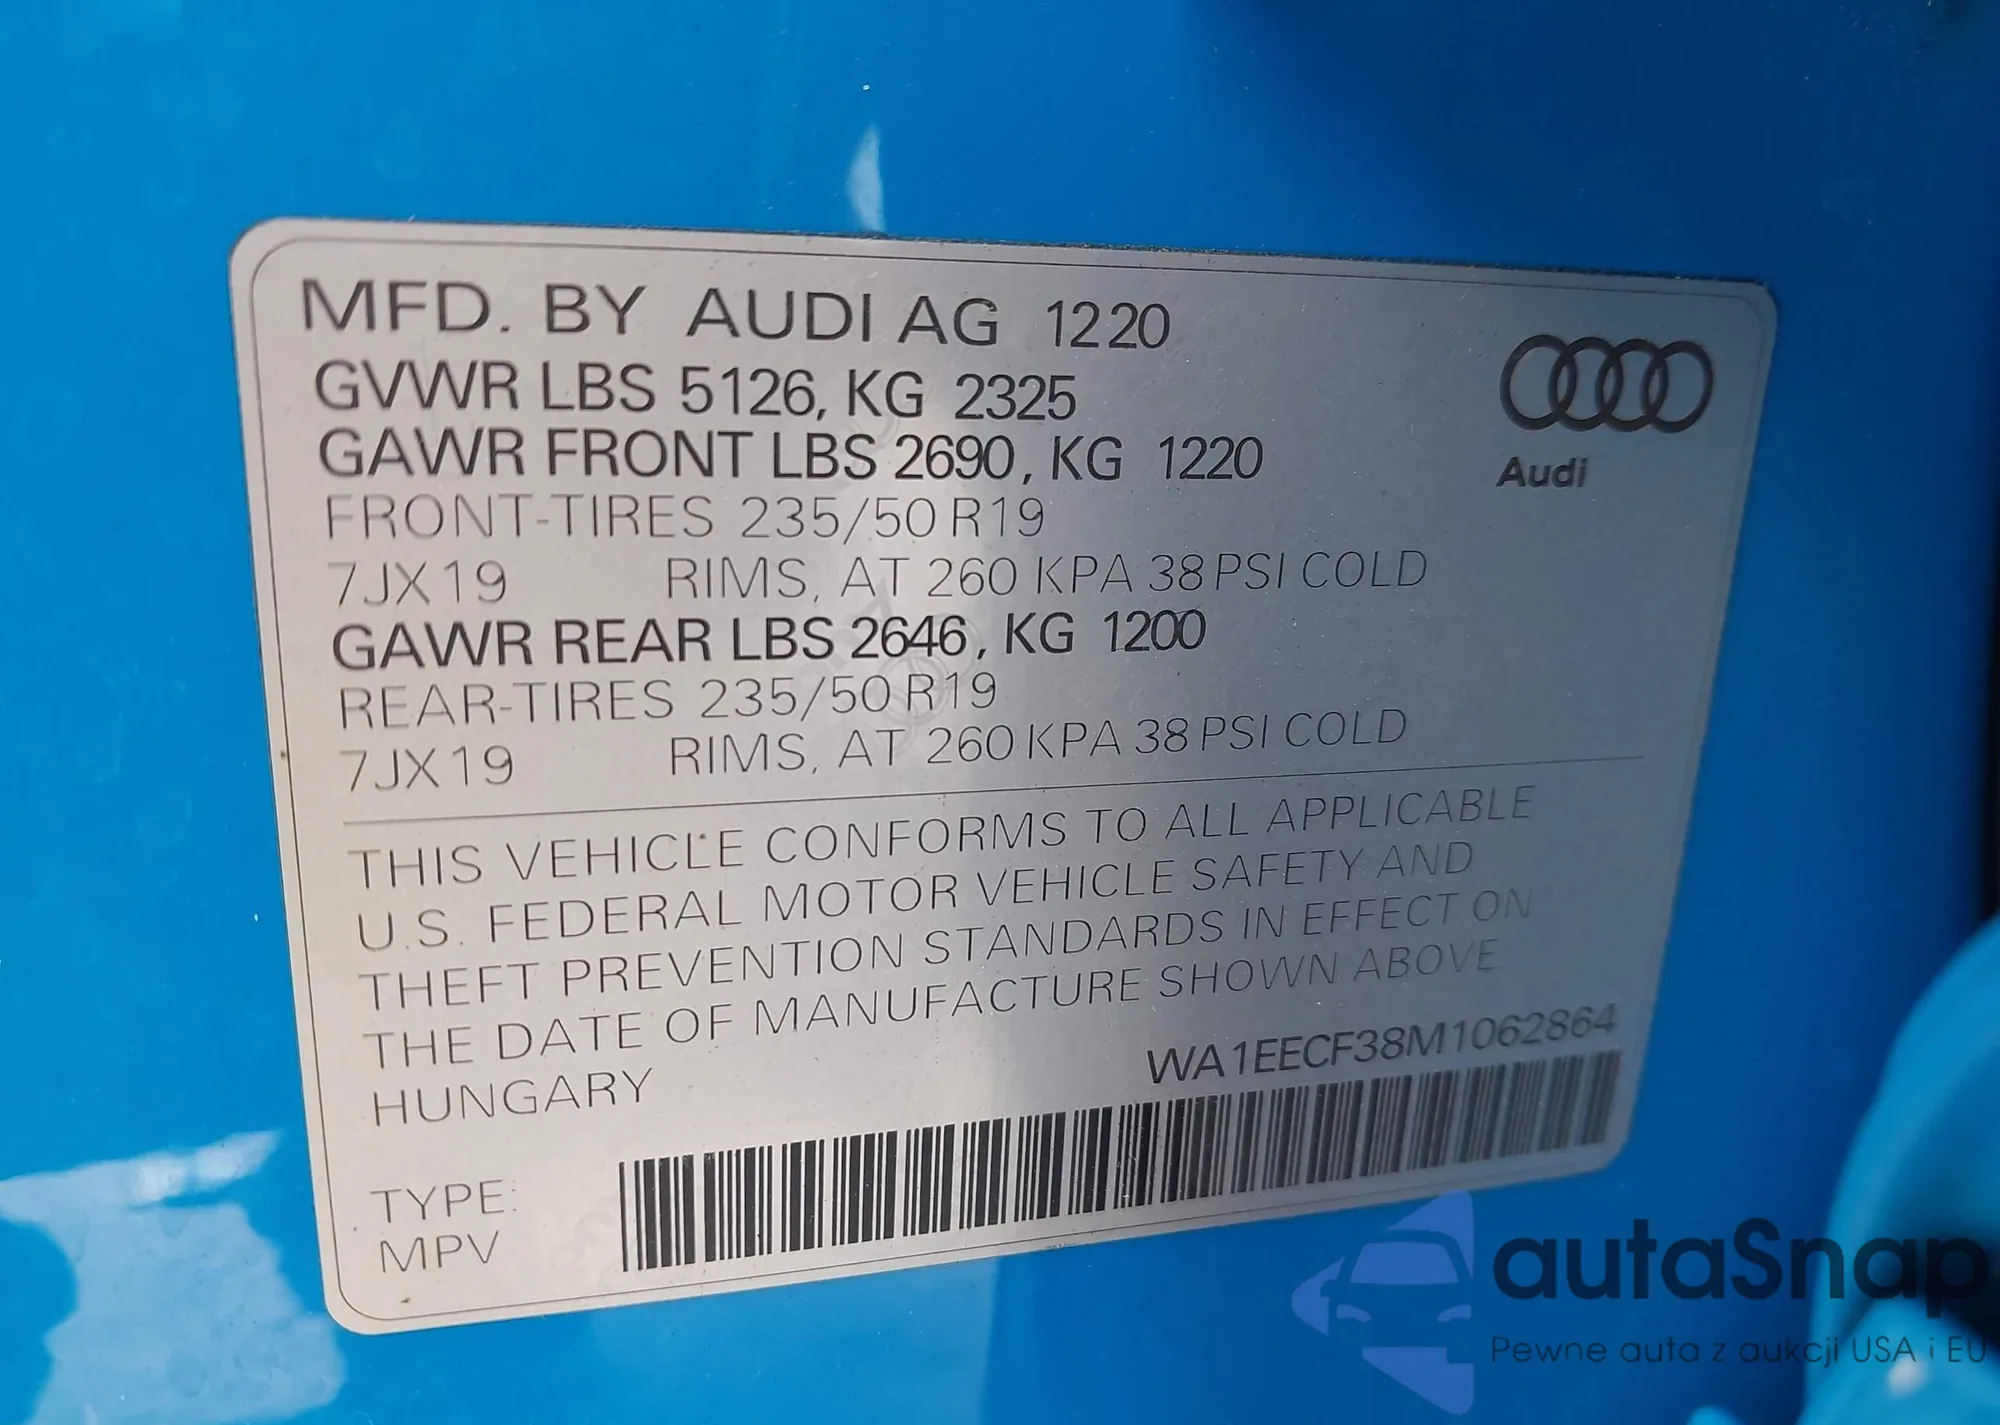 MFD. BY AUDI AG 1220
GVWR LBS 5126, KG 2325
GAWR FRONT LBS 2690, KG 1220
FRONT-TIRES 235/50 R19
7JX19 RIMS, AT 260 KPA 38 PSI COLD
GAWR REAR LBS 2646, KG 1200
REAR-TIRES 235/50 R19
7JX19 RIMS, AT 260 KPA 38 PSI COLD
Audi
THIS VEHICLE CONFORMS TO ALL APPLICABLE
U.S. FEDERAL MOTOR VEHICLE SAFETY AND
THEFT PREVENTION STANDARDS IN EFFECT ON
THE DATE OF MANUFACTURE SHOWN ABOVE
HUNGARY
WA1EECF38M1062864
TYPE:
MPV
autaSnap
Pewne auta z aukcji USA i EU